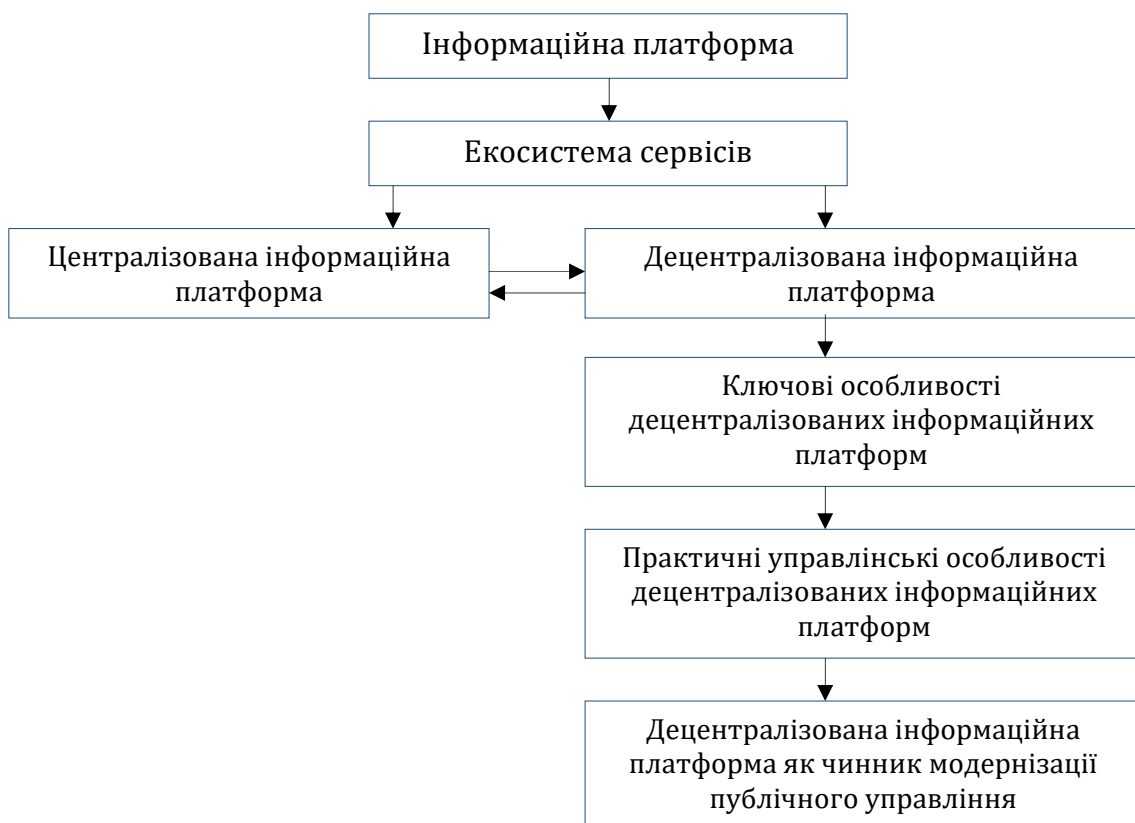 Інформаційна платформа
Екосистема сервісів
Централізована інформаційна
платформа
Децентралізована інформаційна
платформа
Ключові особливості
децентралізованих інформаційних
платформ
Практичні управлінські особливості
децентралізованих інформаційних
платформ
Децентралізована інформаційна
платформа як чинник модернізації
публічного управління